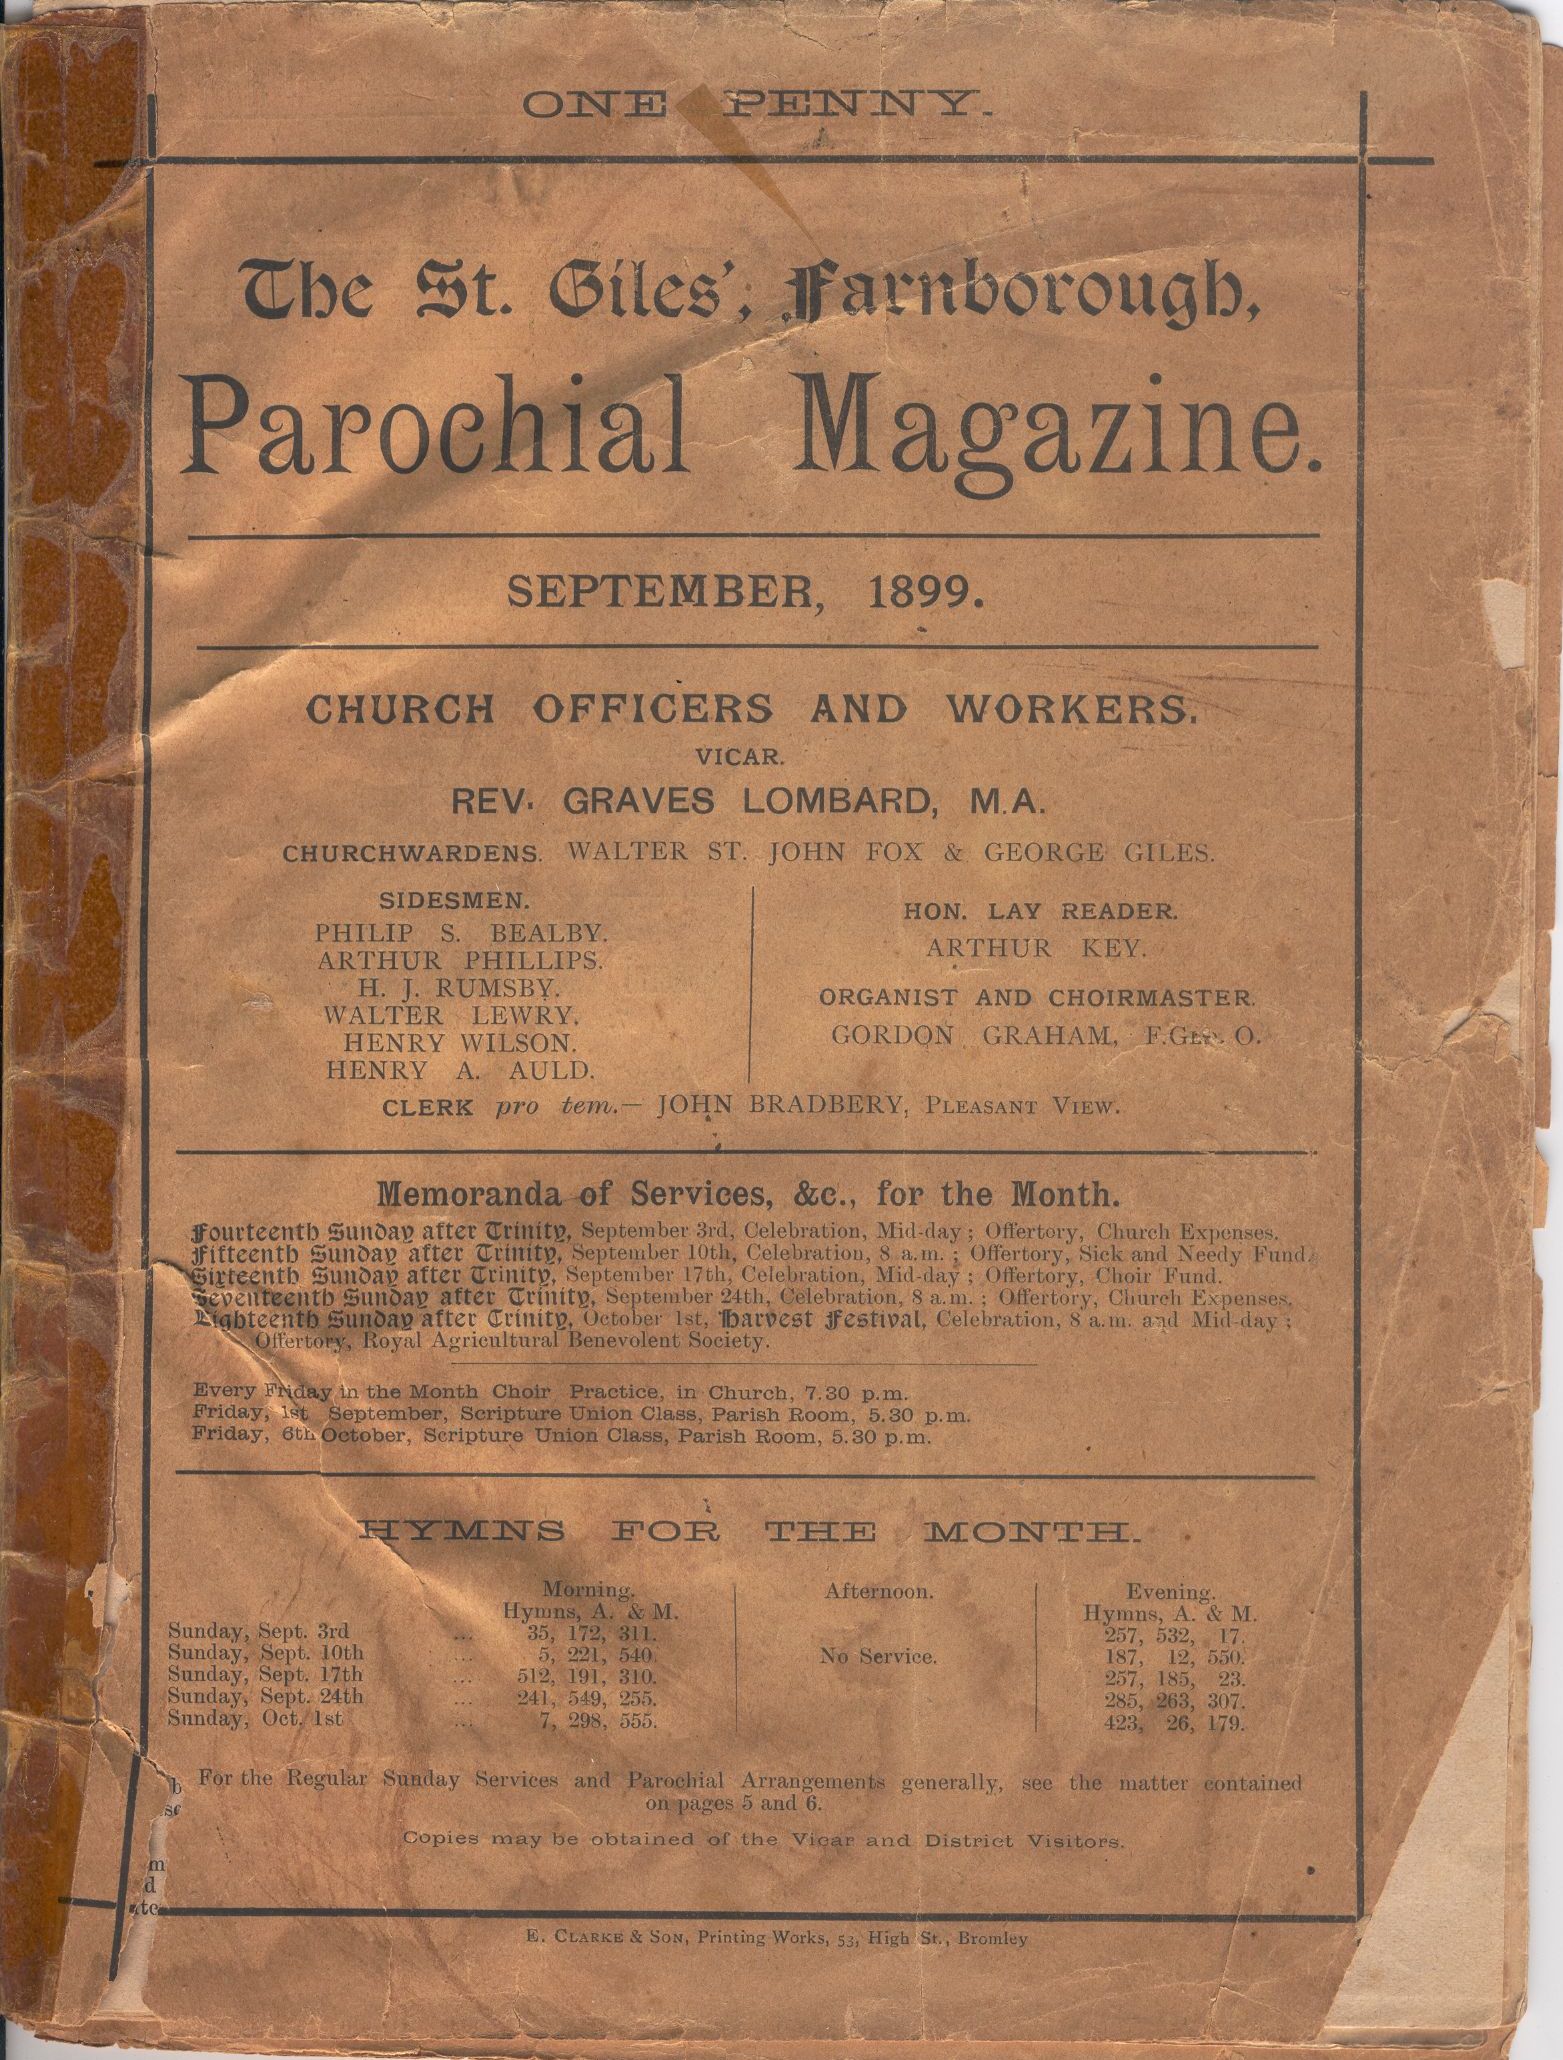 ONE PENNY.
The St. Giles', Farnborough,
Parochial Magazine.
SEPTEMBER, 1899.
CHURCH OFFICERS AND WORKERS.
VICAR.
REV. GRAVES LOMBARD, M.A.
CHURCHWARDENS. WALTER ST. JOHN FOX & GEORGE GILES.
SIDESMEN.
PHILIP S. BEALBY.
ARTHUR PHILLIPS.
H. J. RUMSBY.
WALTER LEWRY.
HENRY WILSON.
HENRY A. AULD.
HON. LAY READER.
ARTHUR KEY.
ORGANIST AND CHOIRMASTER.
GORDON GRAHAM, O.
CLERK pro tem.— JOHN BRADBERY, PLEASANT VIEW.
Memoranda of Services, &c., for the Month.
Fourteenth Sunday after Trinity, September 3rd, Celebration, Mid-day; Offertory, Church Expenses.
Fifteenth Sunday after Trinity, September 10th, Celebration, 8 a.m. ; Offertory, Sick and Needy Fund.
Sixteenth Sunday after Trinity, September 17th, Celebration, Mid-day ; Offertory, Choir Fund.
Seventeenth Sunday after Trinity, September 24th, Celebration, 8 a.m. ; Offertory, Church Expenses.
Eighteenth Sunday after Trinity, October 1st, Harvest Festival, Celebration, 8 a.m. and Mid-day ;
Offertory, Royal Agricultural Benevolent Society.
Every Friday in the Month Choir Practice, in Church, 7.30 p.m.
Friday, 1st September, Scripture Union Class, Parish Room, 5.30 p.m.
Friday, 6th October, Scripture Union Class, Parish Room, 5.30 p.m.
HYMNS FOR THE MONTH.
Morning. Afternoon. Evening.
Hymns, A. & M. Hymns, A. & M.
Sunday, Sept. 3rd ... 35, 172, 311. 257, 532, 17.
Sunday, Sept. 10th ... 5, 221, 540. No Service. 187, 12, 550.
Sunday, Sept. 17th ... 512, 191, 310. 257, 185, 23.
Sunday, Sept. 24th ... 241, 549, 255. 285, 263, 307.
Sunday, Oct. 1st ... 7, 298, 555. 423, 26, 179.
For the Regular Sunday Services and Parochial Arrangements generally, see the matter contained
on pages 5 and 6.
Copies may be obtained of the Vicar and District Visitors.
E. CLARKE & SON, Printing Works, 53, High St., Bromley